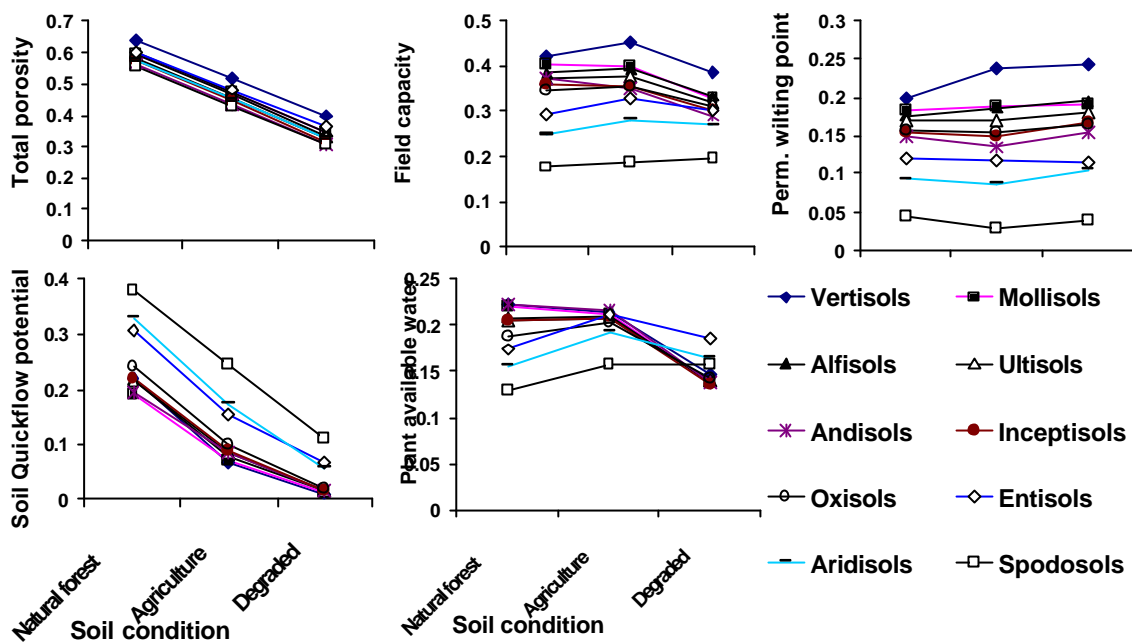 Total porosity
0.7
0.6
0.5
0.4
0.3
0.2
0.1
0
Field capacity
0.5
0.4
0.3
0.2
0.1
0
Perm. wilting point
0.3
0.25
0.2
0.15
0.1
0.05
0
Soil Quickflow potential
0.4
0.3
0.2
0.1
0
Natural forest
Agriculture
Degraded
Soil condition
Plant available water
0.25
0.2
0.15
0.1
0.05
0
Natural forest
Agriculture
Degraded
Soil condition
Vertisols
Mollisols
Alfisols
Ultisols
Andisols
Inceptisols
Oxisols
Entisols
Aridisols
Spodosols